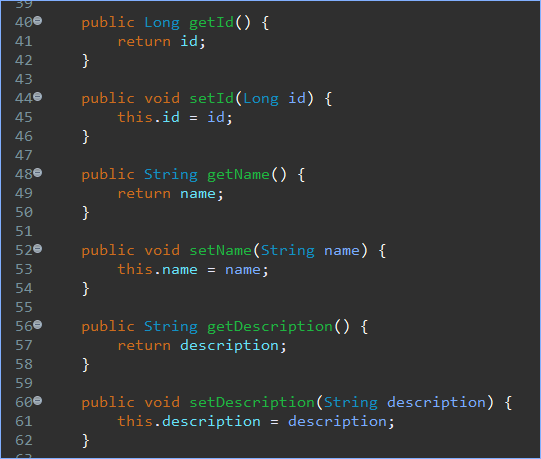 39
40 public Long getId() {
41 return id;
42 }
43
44 public void setId(Long id) {
45 this.id = id;
46 }
47
48 public String getName() {
49 return name;
50 }
51
52 public void setName(String name) {
53 this.name = name;
54 }
55
56 public String getDescription() {
57 return description;
58 }
59
60 public void setDescription(String description) {
61 this.description = description;
62 }
63